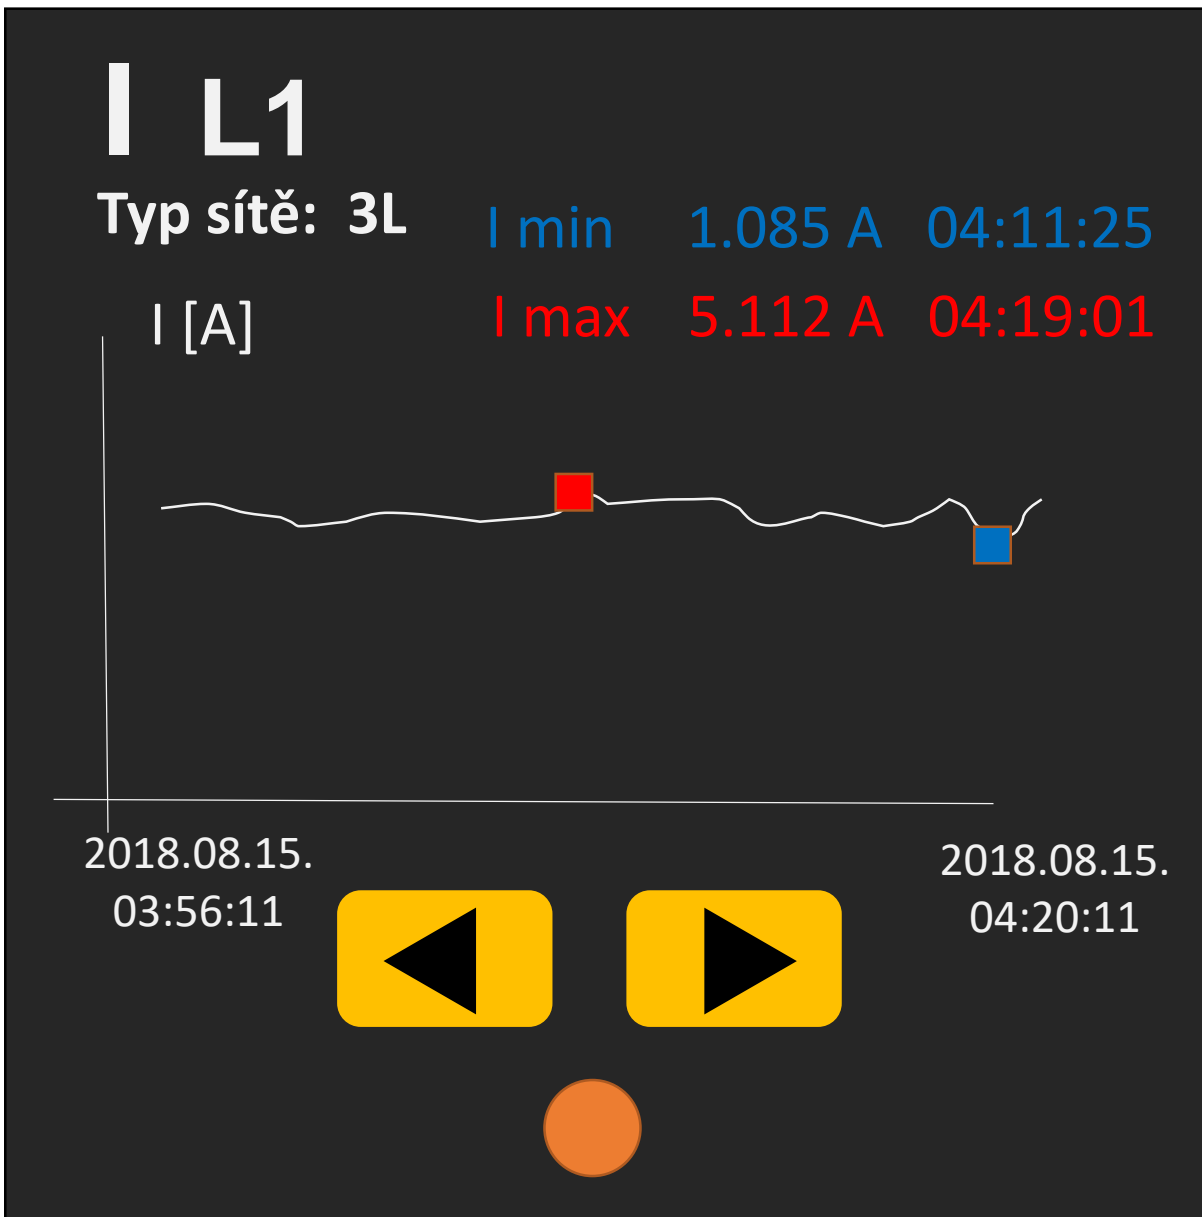 I L1
Typ sítě: 3L
I min 1.085 A 04:11:25
I max 5.112 A 04:19:01
I [A]
2018.08.15.
03:56:11
2018.08.15.
04:20:11